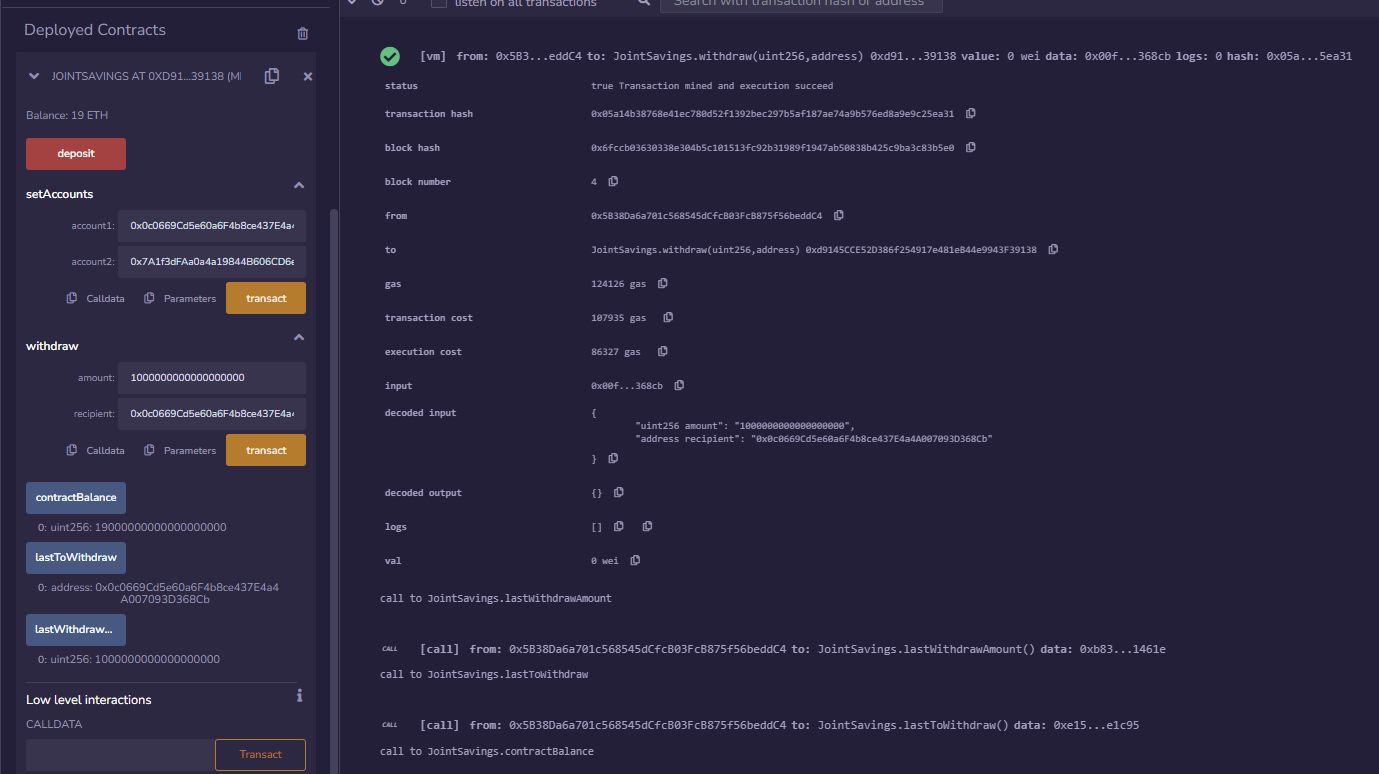 Deployed Contracts
JOINTSAVINGS AT 0XD91...39138 (M
Balance: 19 ETH
deposit
setAccounts
account1: 0x0c0669Cd5e60a6F4b8ce437E4a4
account2: 0x7A1f3dFAa0a4a19844B606CD6e
Calldata Parameters transact
withdraw
amount: 1000000000000000000
recipient: 0x0c0669Cd5e60a6F4b8ce437E4a4
Calldata Parameters transact
contractBalance
0: uint256: 19000000000000000000
lastToWithdraw
0: address: 0x0c0669Cd5e60a6F4b8ce437E4a4
A007093D368Cb
lastWithdraw...
0: uint256: 1000000000000000000
Low level interactions
CALLDATA
Transact
0 listen on all transactions Search with transaction hash or address
[vm] from: 0x5B3...eddC4 to: JointSavings.withdraw(uint256,address) 0xd91...39138 value: 0 wei data: 0x00f...368cb logs: 0 hash: 0x05a...5ea31
status true Transaction mined and execution succeed
transaction hash 0x05a14b38768e41ec780d52f1392bec297b5af187ae74a9b576ed8a9e9c25ea31
block hash 0x6fccb03630338e304b5c101513fc92b31989f1947ab50838b425c9ba3c83b5e0
block number 4
from 0x5B38Da6a701c568545dCfcB03FcB875f56beddC4
to JointSavings.withdraw(uint256,address) 0xd9145CCE52D386f254917e481eB44e9943F39138
gas 124126 gas
transaction cost 107935 gas
execution cost 86327 gas
input 0x00f...368cb
decoded input {
"uint256 amount": "1000000000000000000",
"address recipient": "0x0c0669Cd5e60a6F4b8ce437E4a4A007093D368Cb"
}
decoded output {}
logs []
val 0 wei
call to JointSavings.lastWithdrawAmount
CALL [call] from: 0x5B38Da6a701c568545dCfcB03FcB875f56beddC4 to: JointSavings.lastWithdrawAmount() data: 0xb83...1461e
call to JointSavings.lastToWithdraw
CALL [call] from: 0x5B38Da6a701c568545dCfcB03FcB875f56beddC4 to: JointSavings.lastToWithdraw() data: 0xe15...e1c95
call to JointSavings.contractBalance